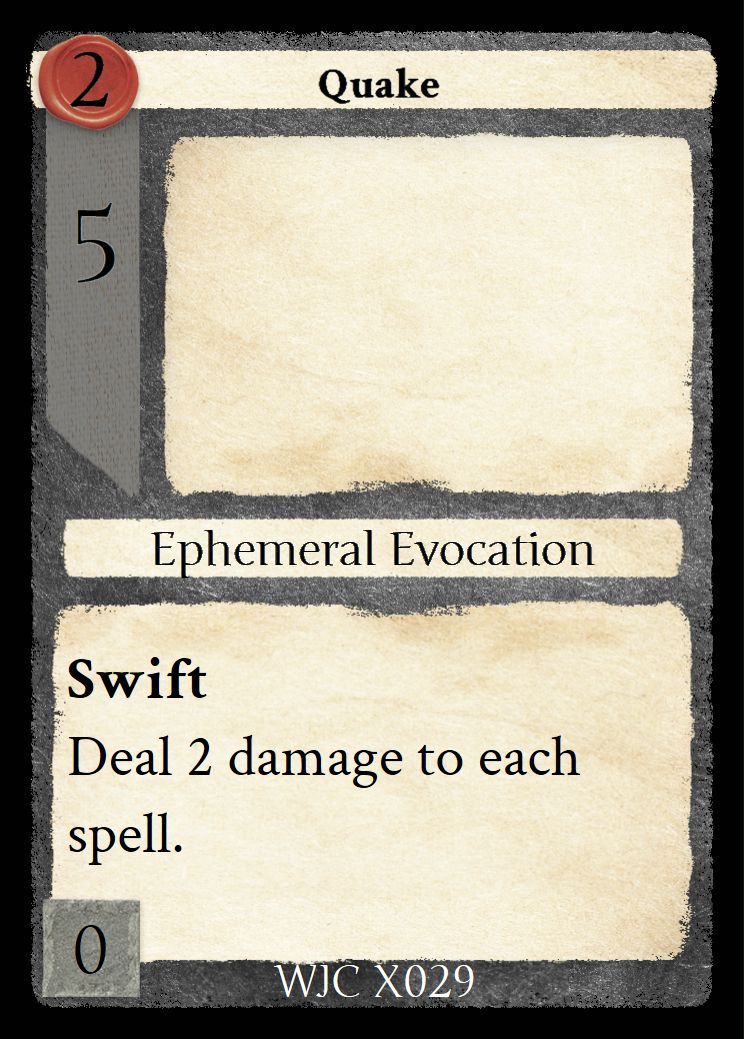 2
Quake
5
Ephemeral Evocation
Swift
Deal 2 damage to each
spell.
0
WJC X029